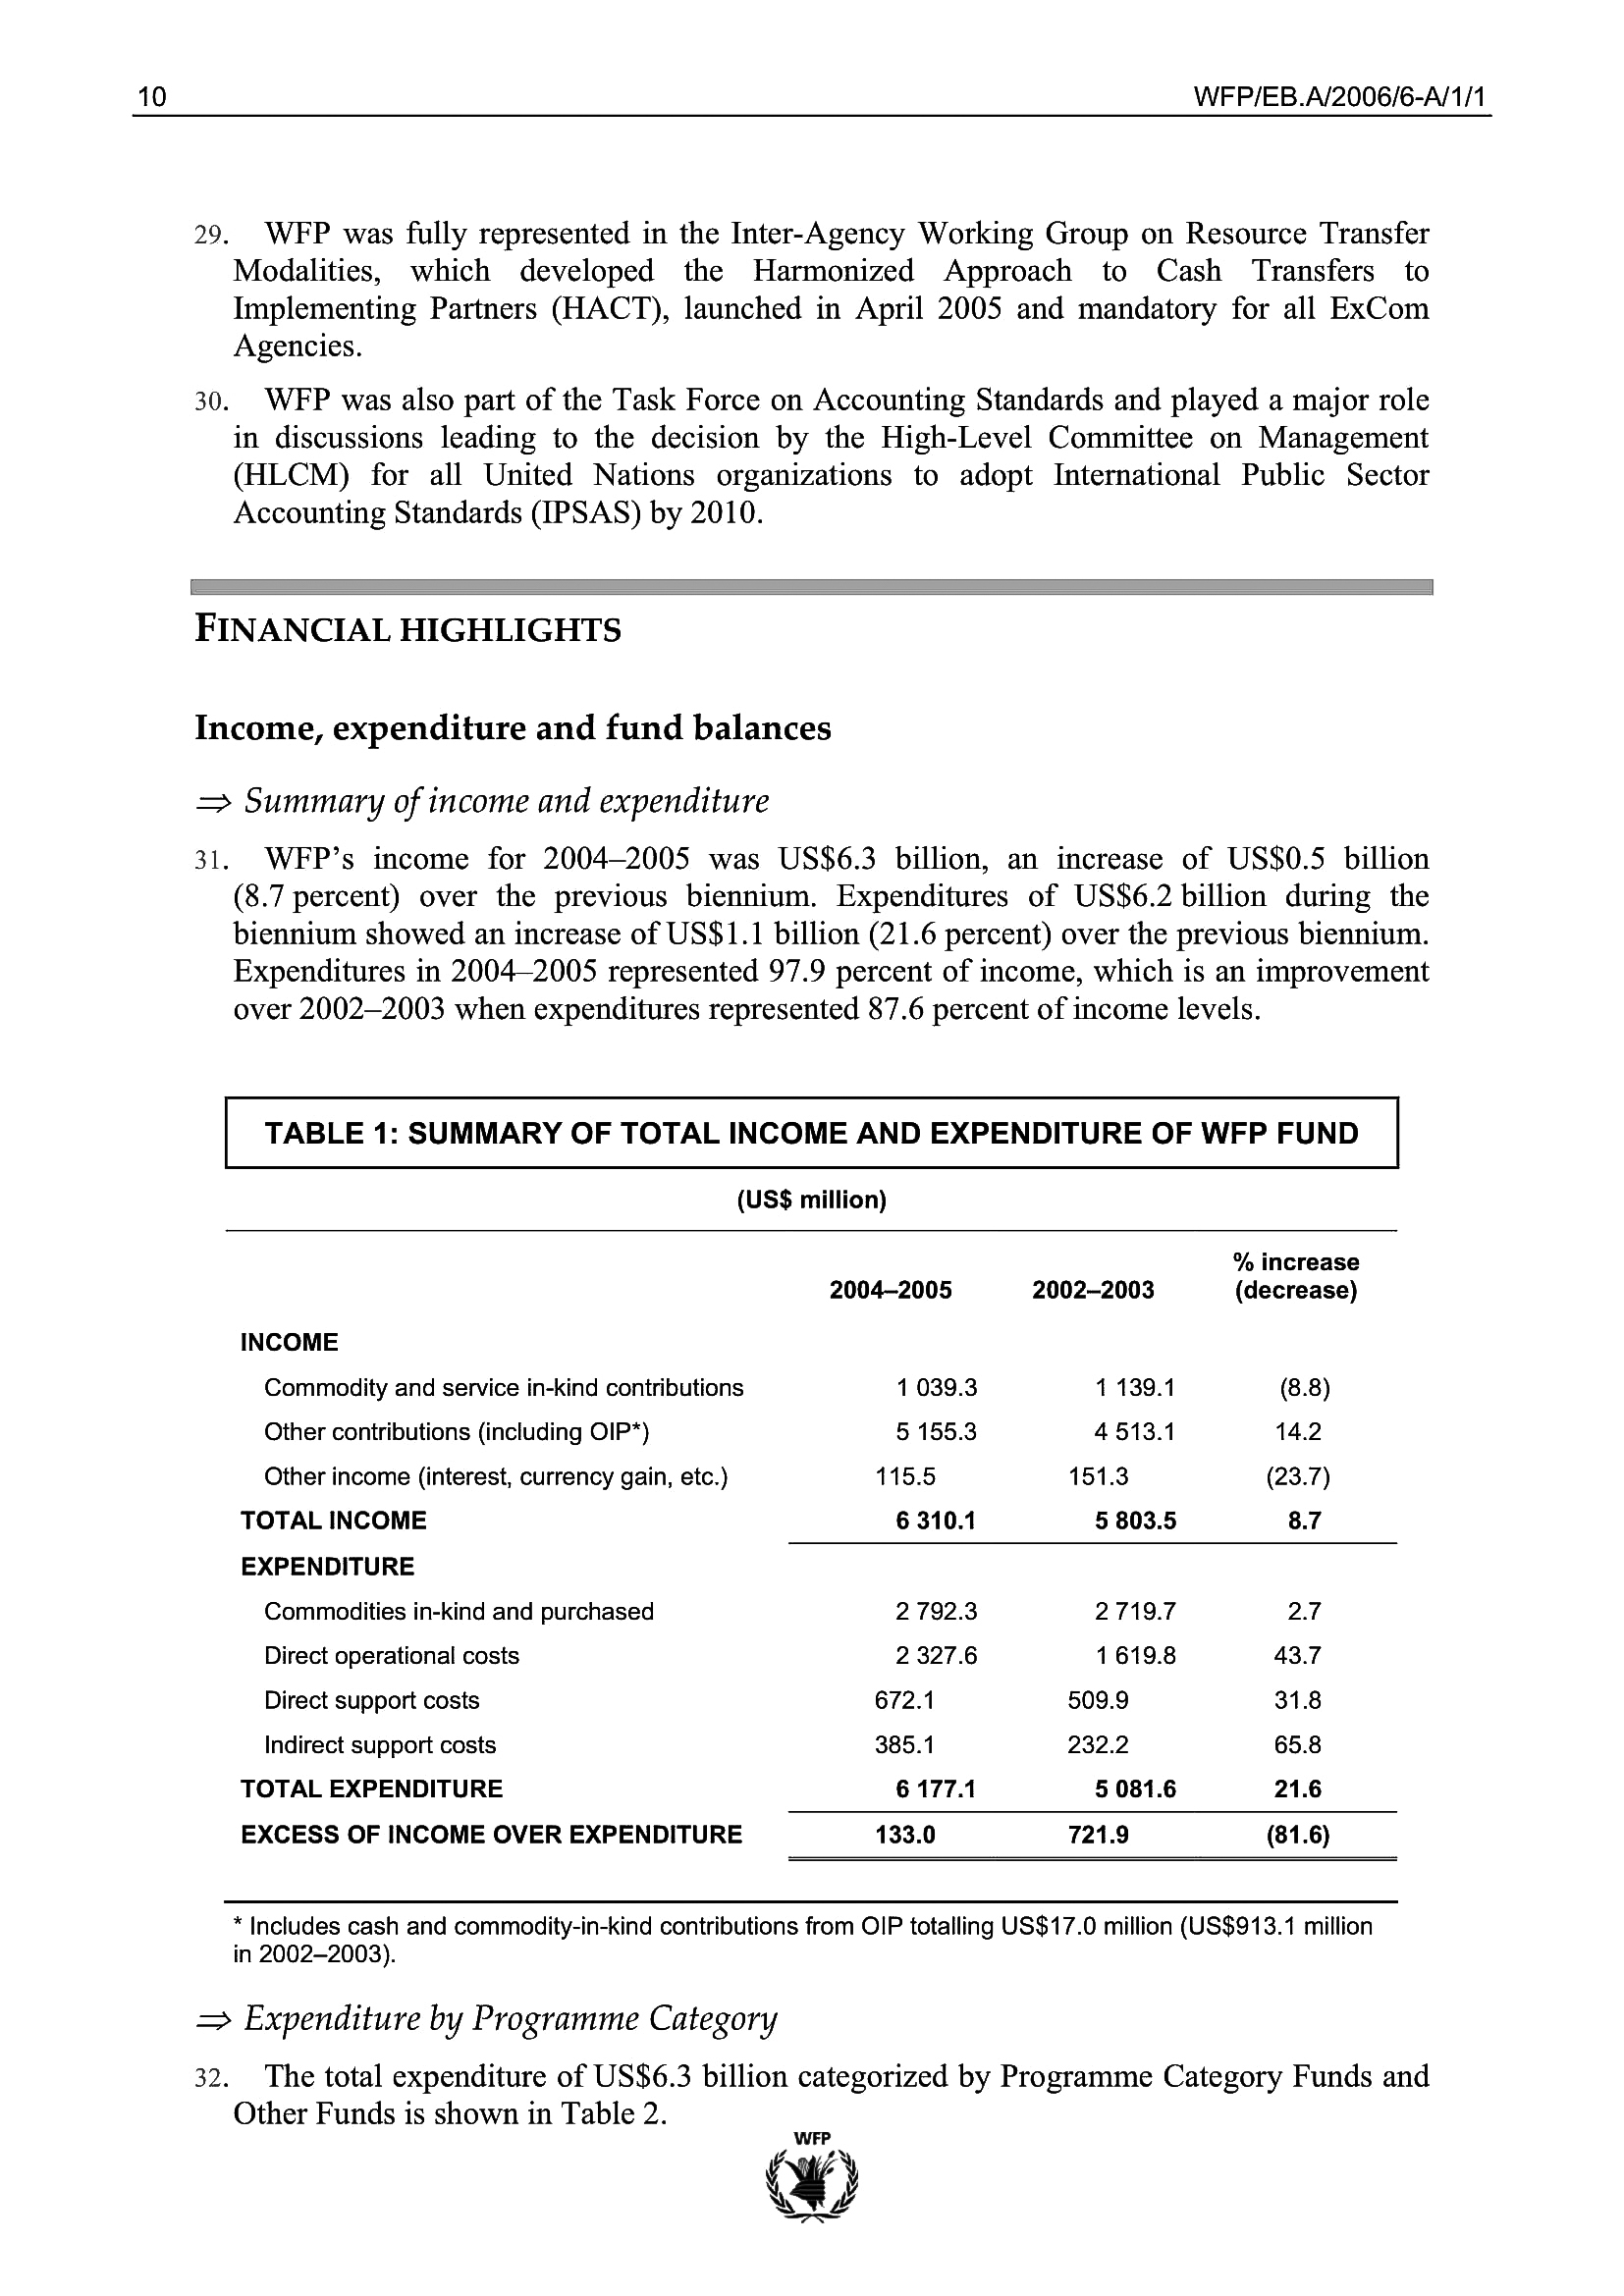 10 WFP/EB.A/2006/6-A/1/1
29. WFP was fully represented in the Inter-Agency Working Group on Resource Transfer
Modalities, which developed the Harmonized Approach to Cash Transfers to
Implementing Partners (HACT), launched in April 2005 and mandatory for all ExCom
Agencies.
30. WFP was also part of the Task Force on Accounting Standards and played a major role
in discussions leading to the decision by the High-Level Committee on Management
(HLCM) for all United Nations organizations to adopt International Public Sector
Accounting Standards (IPSAS) by 2010.
FINANCIAL HIGHLIGHTS
Income, expenditure and fund balances
⇒ Summary of income and expenditure
31. WFP’s income for 2004–2005 was US$6.3 billion, an increase of US$0.5 billion
(8.7 percent) over the previous biennium. Expenditures of US$6.2 billion during the
biennium showed an increase of US$1.1 billion (21.6 percent) over the previous biennium.
Expenditures in 2004–2005 represented 97.9 percent of income, which is an improvement
over 2002–2003 when expenditures represented 87.6 percent of income levels.
TABLE 1: SUMMARY OF TOTAL INCOME AND EXPENDITURE OF WFP FUND
(US$ million)
% increase
2004–2005 2002–2003 (decrease)
INCOME
Commodity and service in-kind contributions 1 039.3 1 139.1 (8.8)
Other contributions (including OIP*) 5 155.3 4 513.1 14.2
Other income (interest, currency gain, etc.) 115.5 151.3 (23.7)
TOTAL INCOME 6 310.1 5 803.5 8.7
EXPENDITURE
Commodities in-kind and purchased 2 792.3 2 719.7 2.7
Direct operational costs 2 327.6 1 619.8 43.7
Direct support costs 672.1 509.9 31.8
Indirect support costs 385.1 232.2 65.8
TOTAL EXPENDITURE 6 177.1 5 081.6 21.6
EXCESS OF INCOME OVER EXPENDITURE 133.0 721.9 (81.6)
* Includes cash and commodity-in-kind contributions from OIP totalling US$17.0 million (US$913.1 million
in 2002–2003).
⇒ Expenditure by Programme Category
32. The total expenditure of US$6.3 billion categorized by Programme Category Funds and
Other Funds is shown in Table 2.
WFP